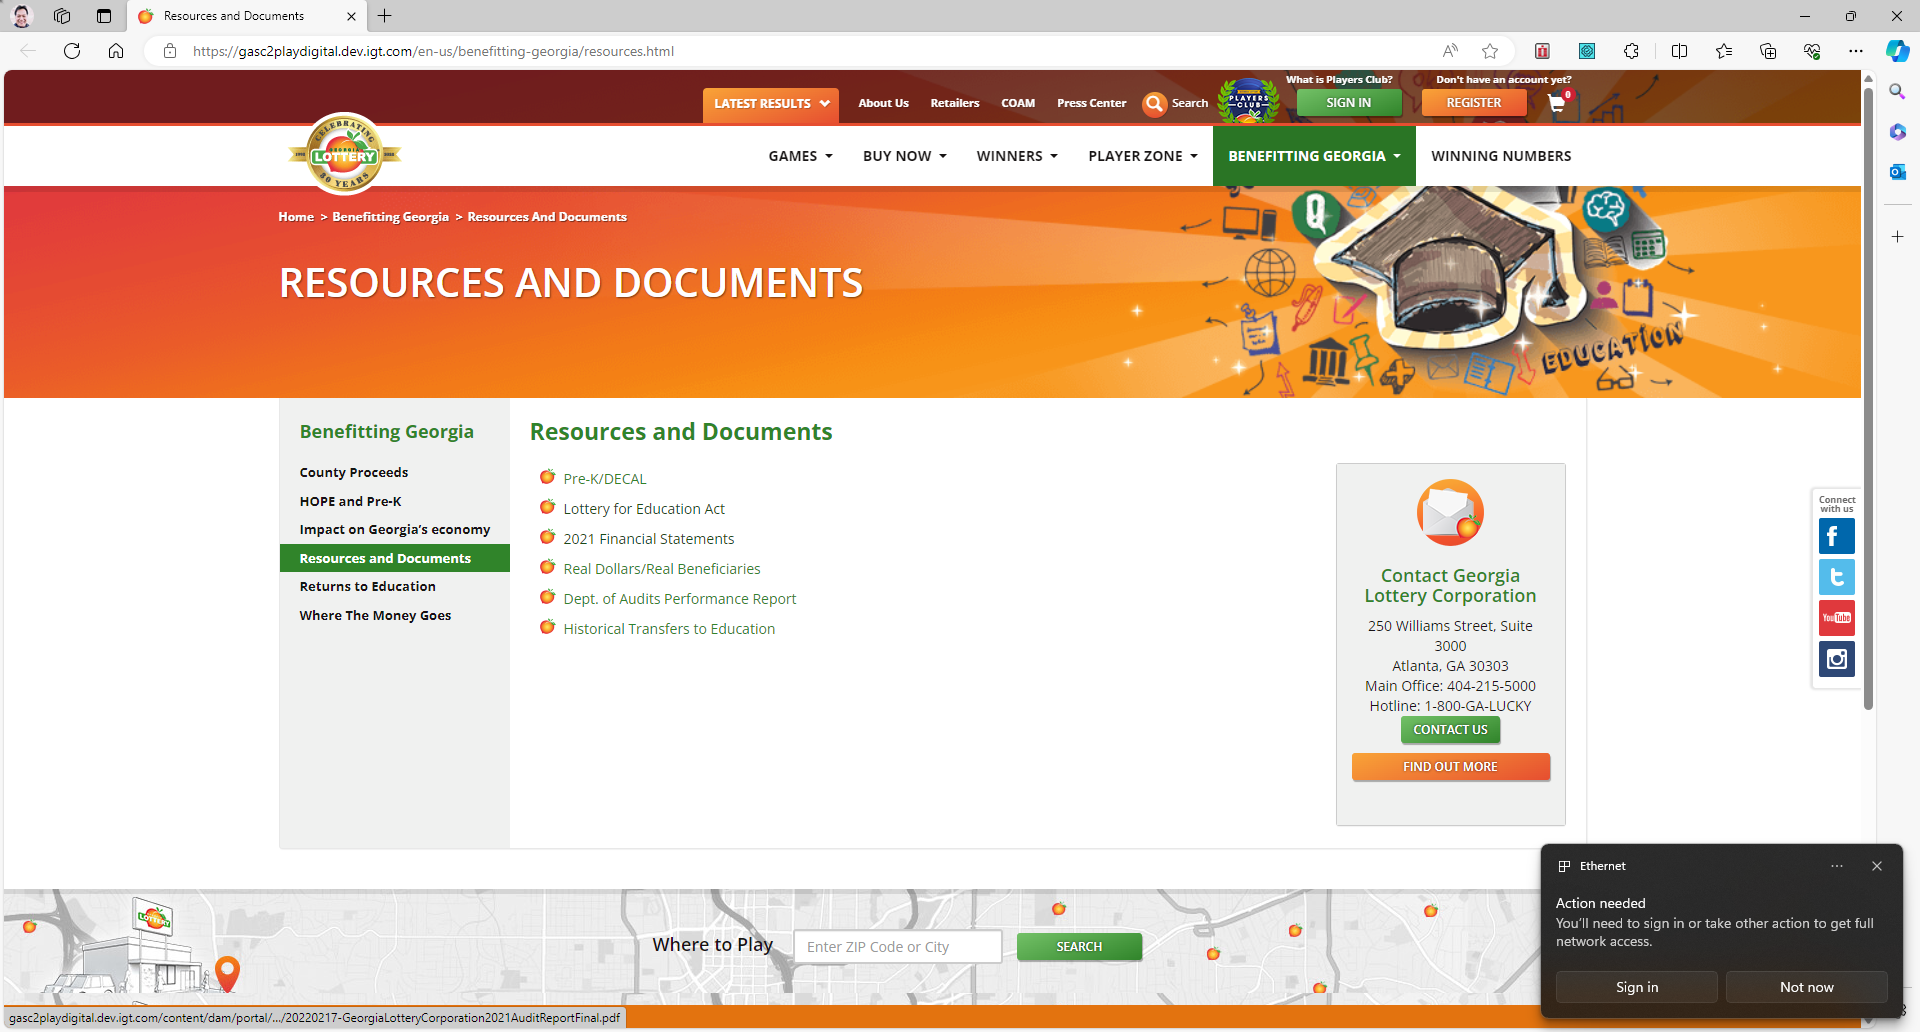 Resources and Documents
https://gasc2playdigital.dev.igt.com/en-us/benefitting-georgia/resources.html
What is Players Club?
Don't have an account yet?
LATEST RESULTS
About Us
Retailers
COAM
Press Center
Search
PLAYERS
CLUB
SIGN IN
REGISTER
0
CELEBRATING
GEORGIA
LOTTERY
30 YEARS
GAMES
BUY NOW
WINNERS
PLAYER ZONE
BENEFITTING GEORGIA
WINNING NUMBERS
Home > Benefitting Georgia > Resources And Documents
RESOURCES AND DOCUMENTS
Q
EDUCATION
Benefitting Georgia
County Proceeds
HOPE and Pre-K
Impact on Georgia's economy
Resources and Documents
Returns to Education
Where The Money Goes
Resources and Documents
Pre-K/DECAL
Lottery for Education Act
2021 Financial Statements
Real Dollars/Real Beneficiaries
Dept. of Audits Performance Report
Historical Transfers to Education
Contact Georgia
Lottery Corporation
250 Williams Street, Suite
3000
Atlanta, GA 30303
Main Office: 404-215-5000
Hotline: 1-800-GA-LUCKY
CONTACT US
FIND OUT MORE
Connect
with us
f
t
YouTube
LOTTERY
Where to Play
Enter ZIP Code or City
SEARCH
Ethernet
Action needed
You'll need to sign in or take other action to get full
network access.
Sign in
Not now
gasc2playdigital.dev.igt.com/content/dam/portal/.../20220217-GeorgiaLotteryCorporation2021AuditReportFinal.pdf